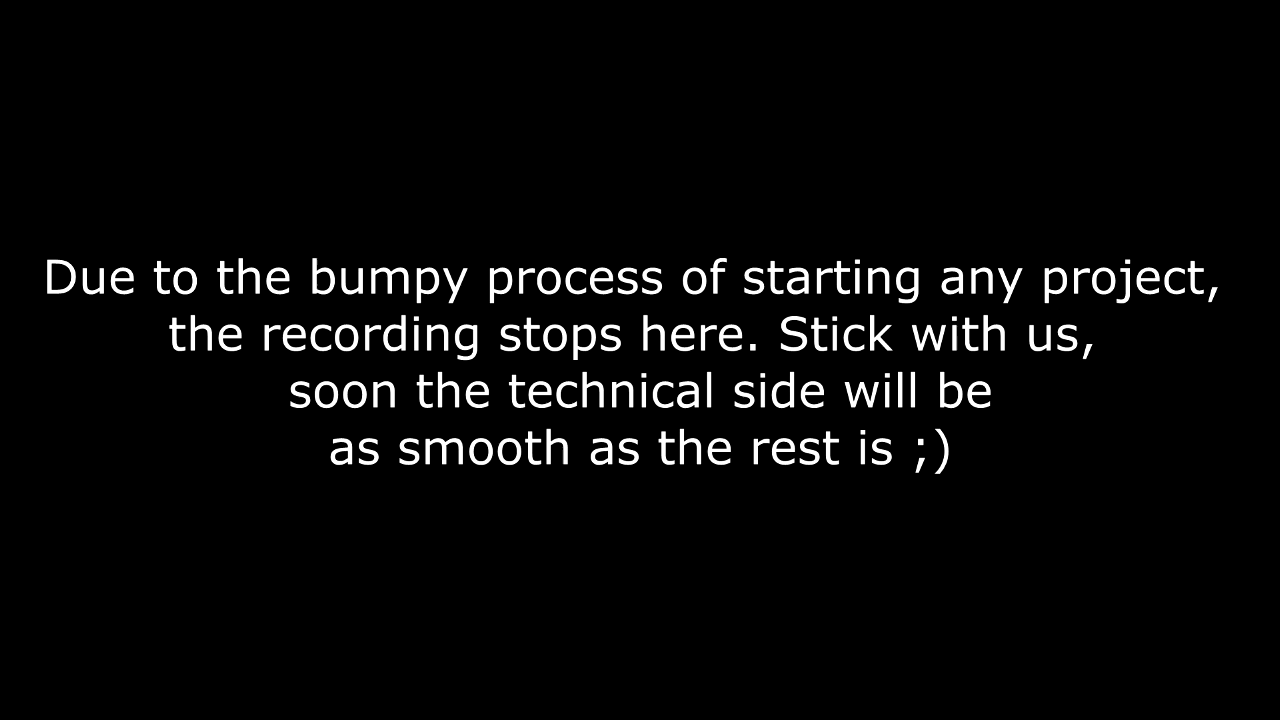 Due to the bumpy process of starting any project,
the recording stops here. Stick with us,
soon the technical side will be
as smooth as the rest is ;)